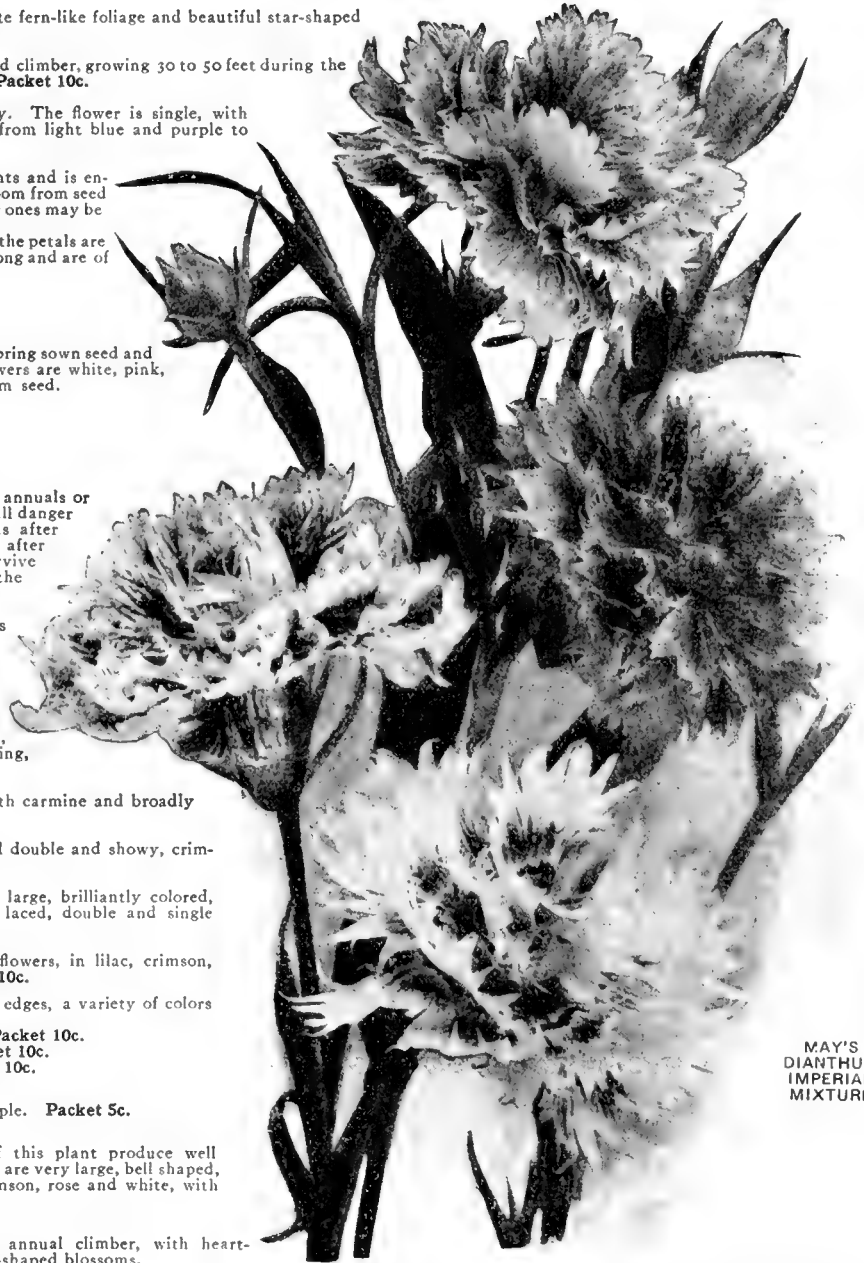 te fern-like foliage and beautiful star-shaped
d climber, growing 30 to 50 feet during the
Packet 10c.
y. The flower is single, with
from light blue and purple to
nts and is en-
oom from seed
ones may be
the petals are
ong and are of
pring sown seed and
wers are white, pink,
m seed.
annuals or
ll danger
s after
after
rvive
the
s
,
ing,
th carmine and broadly
l double and showy, crim-
large, brilliantly colored,
laced, double and single
flowers, in lilac, crimson,
10c.
edges, a variety of colors
Packet 10c.
et 10c.
10c.
ple. Packet 5c.
f this plant produce well
are very large, bell shaped,
nson, rose and white, with
annual climber, with heart-
-shaped blossoms.
MAY'S
DIANTHU
IMPERIA
MIXTUR